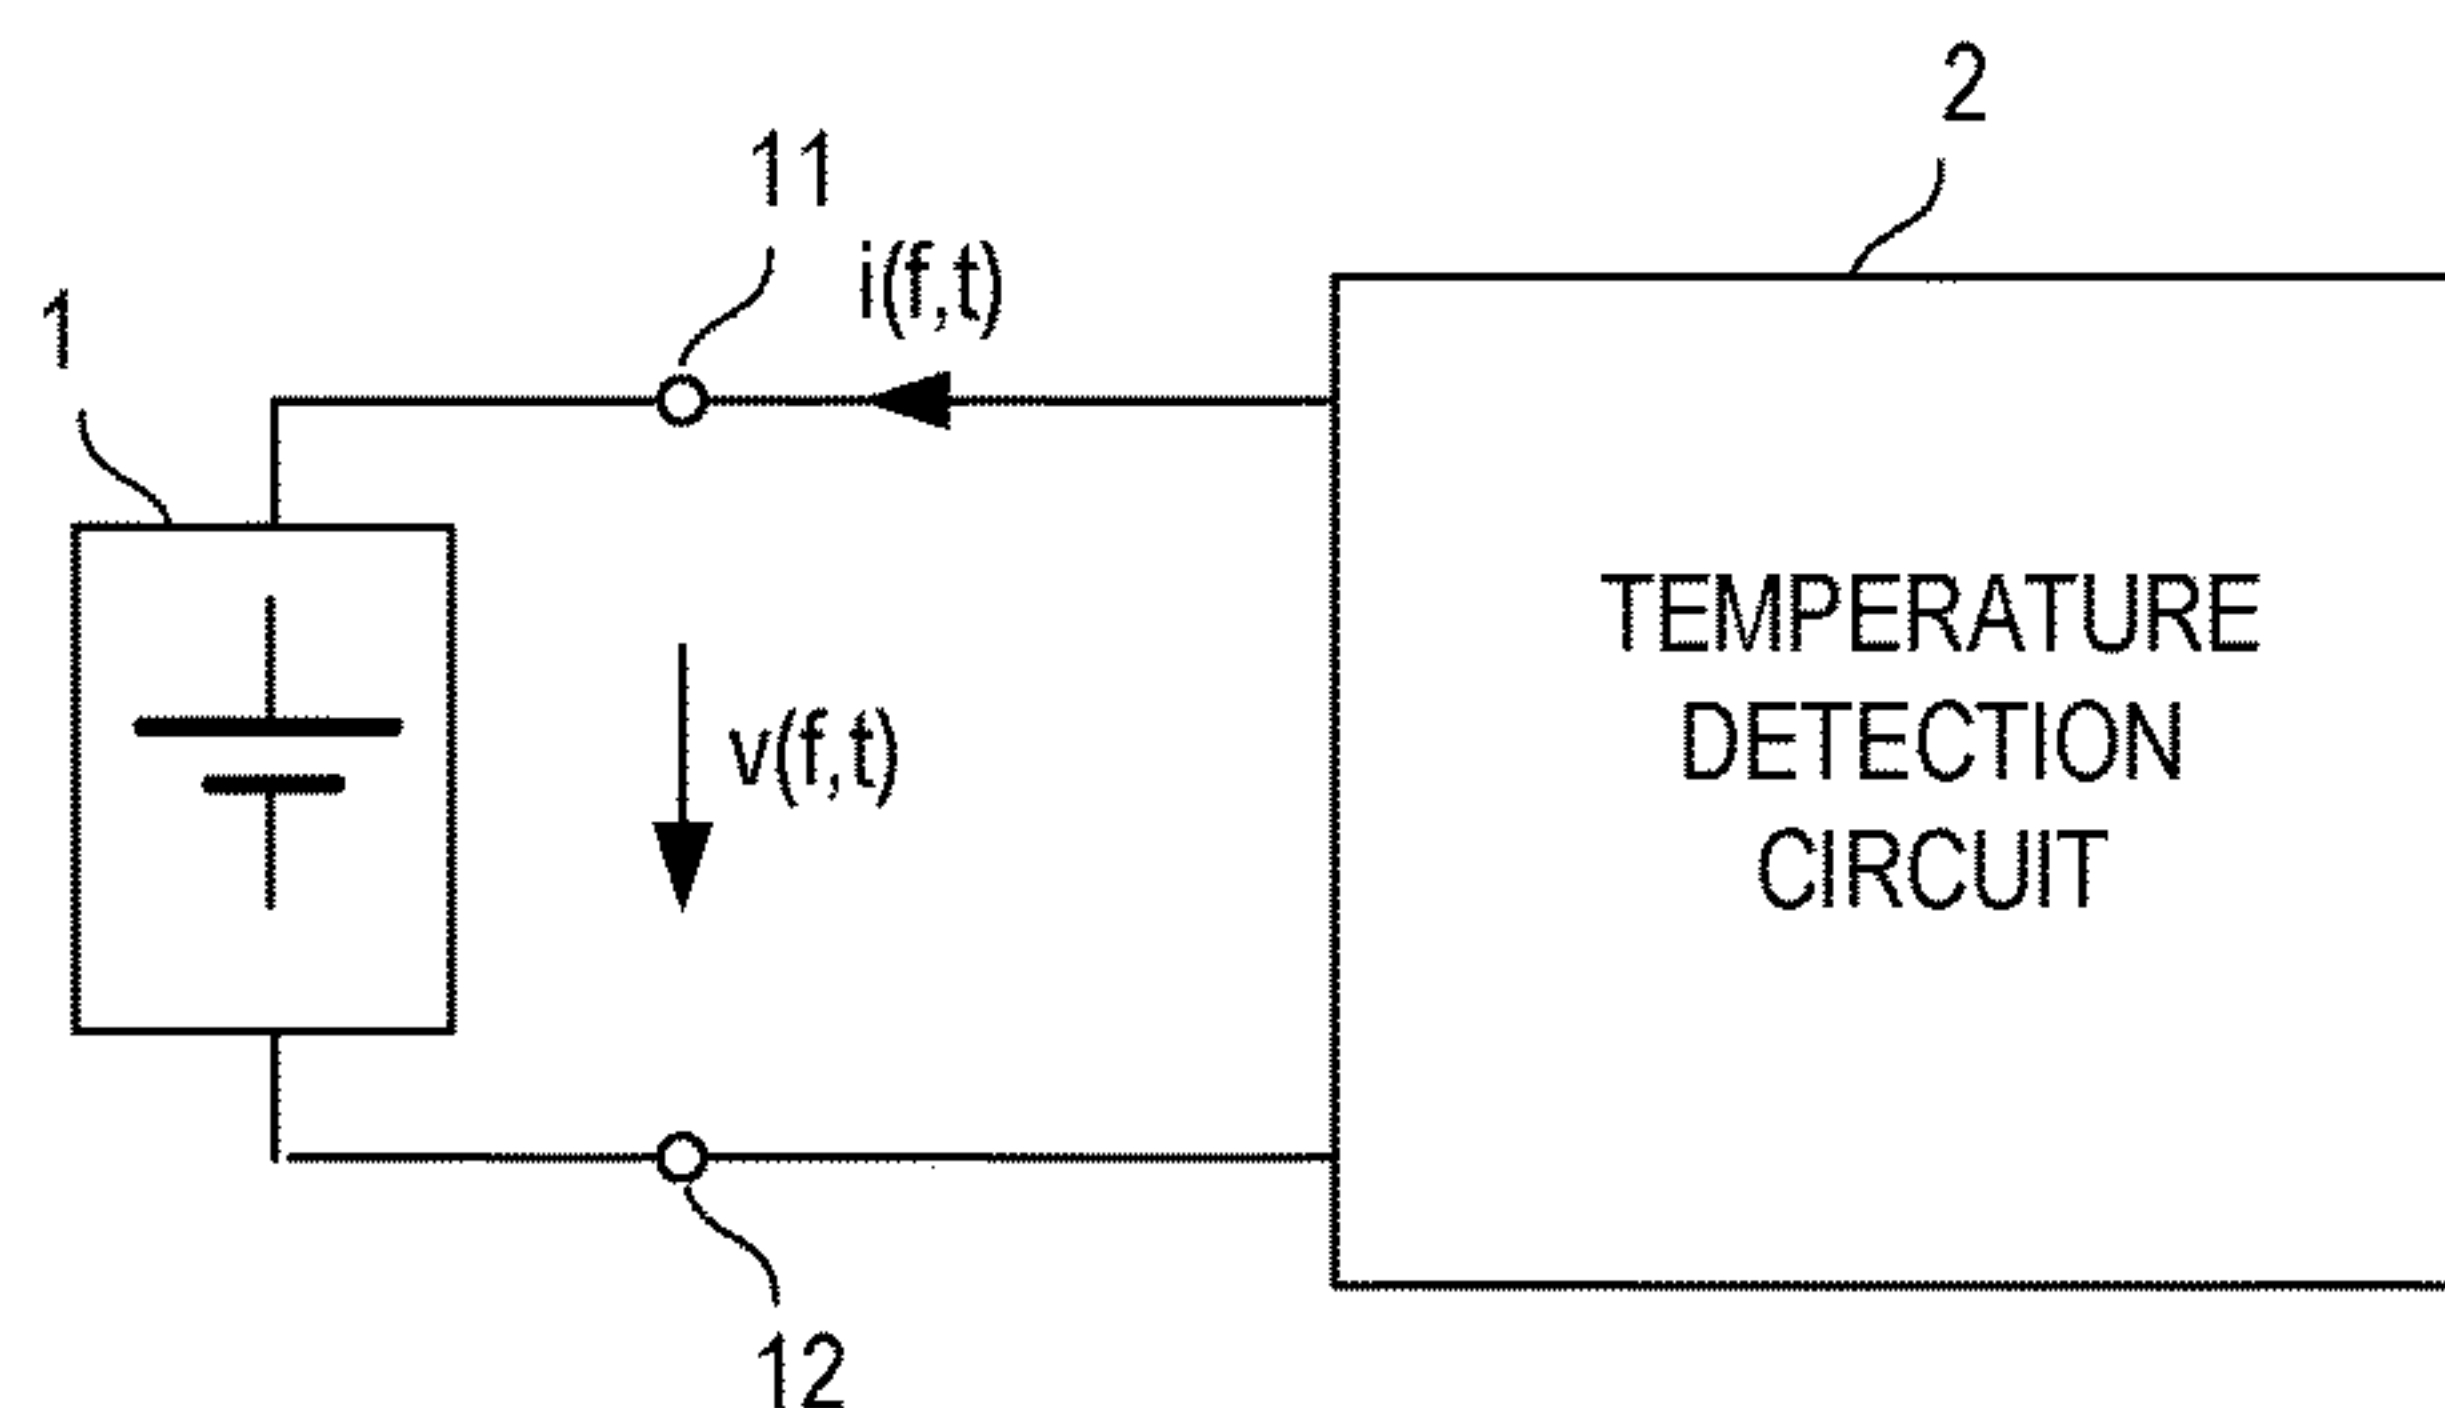 2
11
i(f,t)
1
v(f,t)
TEMPERATURE
DETECTION
CIRCUIT
12